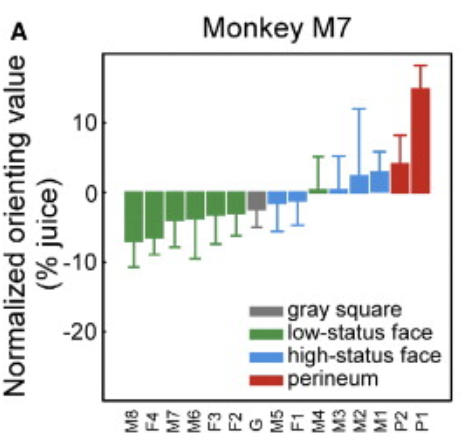 A
Monkey M7
Normalized orienting value
(% juice)
10
0
-10
-20
gray square
low-status face
high-status face
perineum
M8 F4 M7 M6 F3 F2 G M5 F1 M4 M3 M2 M1 P2 P1